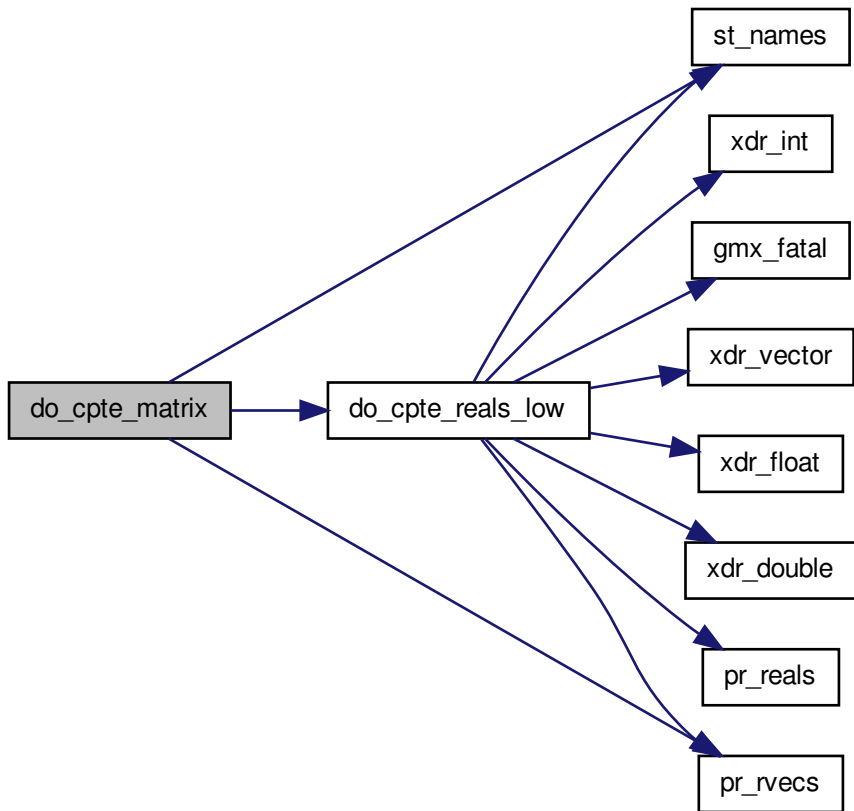 st_names
xdr_int
gmx_fatal
xdr_vector
do_cpte_matrix
do_cpte_reals_low
xdr_float
xdr_double
pr_reals
pr_rvecs